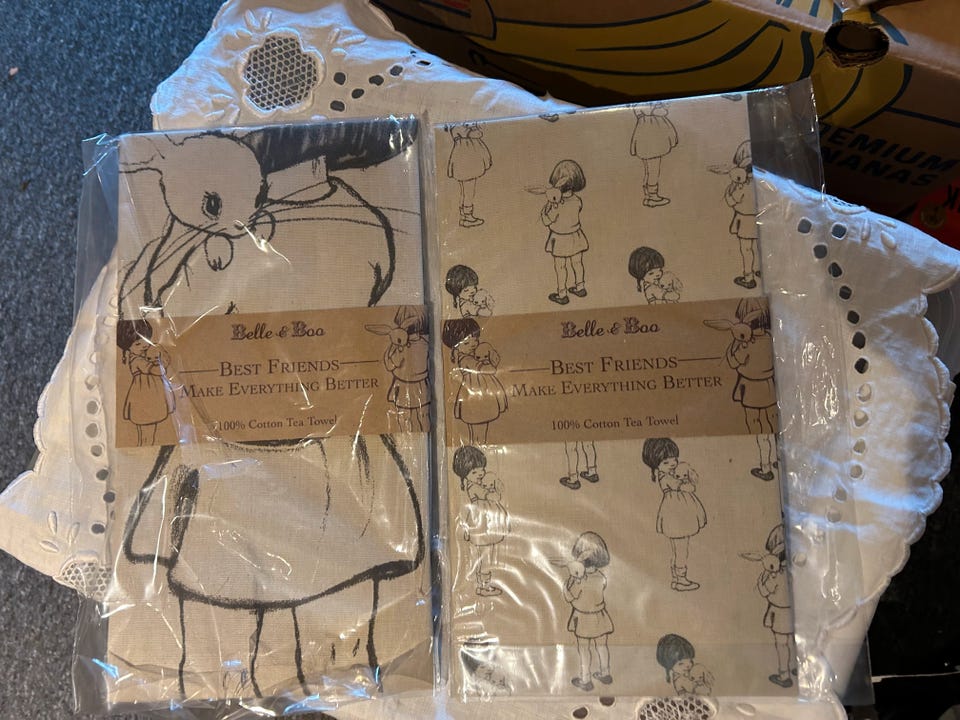 Belle & Boo
BEST FRIENDS
MAKE EVERYTHING BETTER
100% Cotton Tea Towel
Belle & Boo
BEST FRIENDS
MAKE EVERYTHING BETTER
100% Cotton Tea Towel